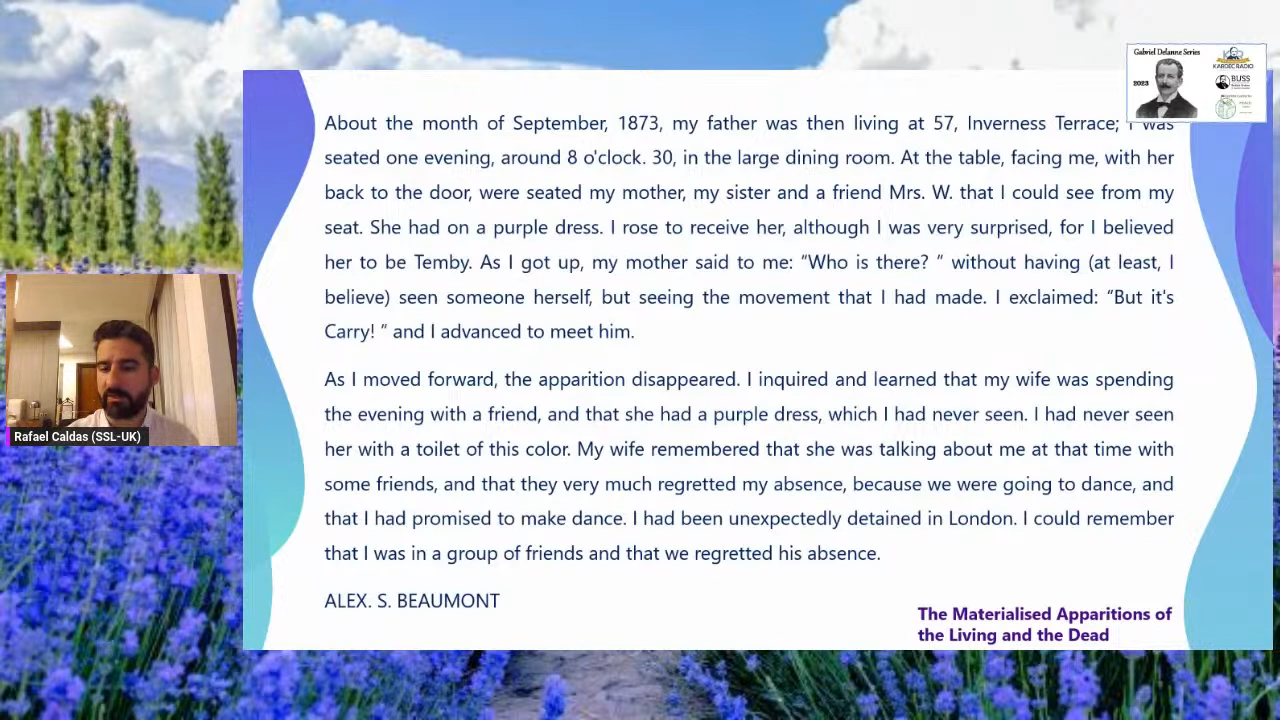 Gabriel Delanne Series
2023
KARDEC RADIO
BUSS
About the month of September, 1873, my father was then living at 57, Inverness Terrace; I was
seated one evening, around 8 o'clock. 30, in the large dining room. At the table, facing me, with her
back to the door, were seated my mother, my sister and a friend Mrs. W. that I could see from my
seat. She had on a purple dress. I rose to receive her, although I was very surprised, for I believed
her to be Temby. As I got up, my mother said to me: “Who is there? ” without having (at least, I
believe) seen someone herself, but seeing the movement that I had made. I exclaimed: “But it's
Carry! ” and I advanced to meet him.
As I moved forward, the apparition disappeared. I inquired and learned that my wife was spending
the evening with a friend, and that she had a purple dress, which I had never seen. I had never seen
her with a toilet of this color. My wife remembered that she was talking about me at that time with
some friends, and that they very much regretted my absence, because we were going to dance, and
that I had promised to make dance. I had been unexpectedly detained in London. I could remember
that I was in a group of friends and that we regretted his absence.
ALEX. S. BEAUMONT
The Materialised Apparitions of
the Living and the Dead
Rafael Caldas (SSL-UK)